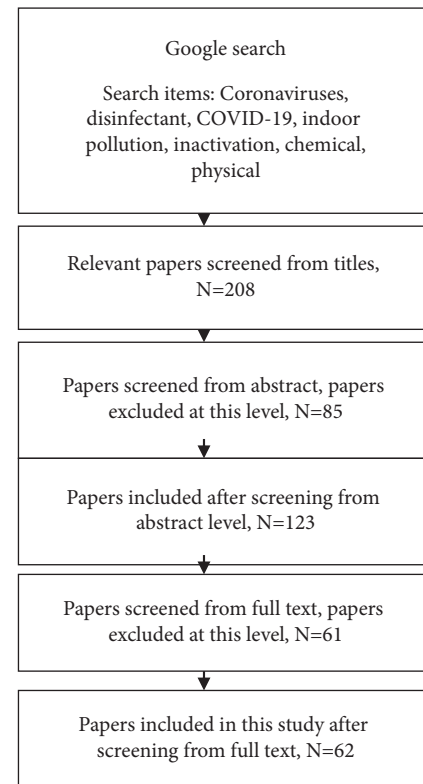 Google search
Search items: Coronaviruses,
disinfectant, COVID-19, indoor
pollution, inactivation, chemical,
physical
Relevant papers screened from titles,
N=208
Papers screened from abstract, papers
excluded at this level, N=85
Papers included after screening from
abstract level, N=123
Papers screened from full text, papers
excluded at this level, N=61
Papers included in this study after
screening from full text, N=62